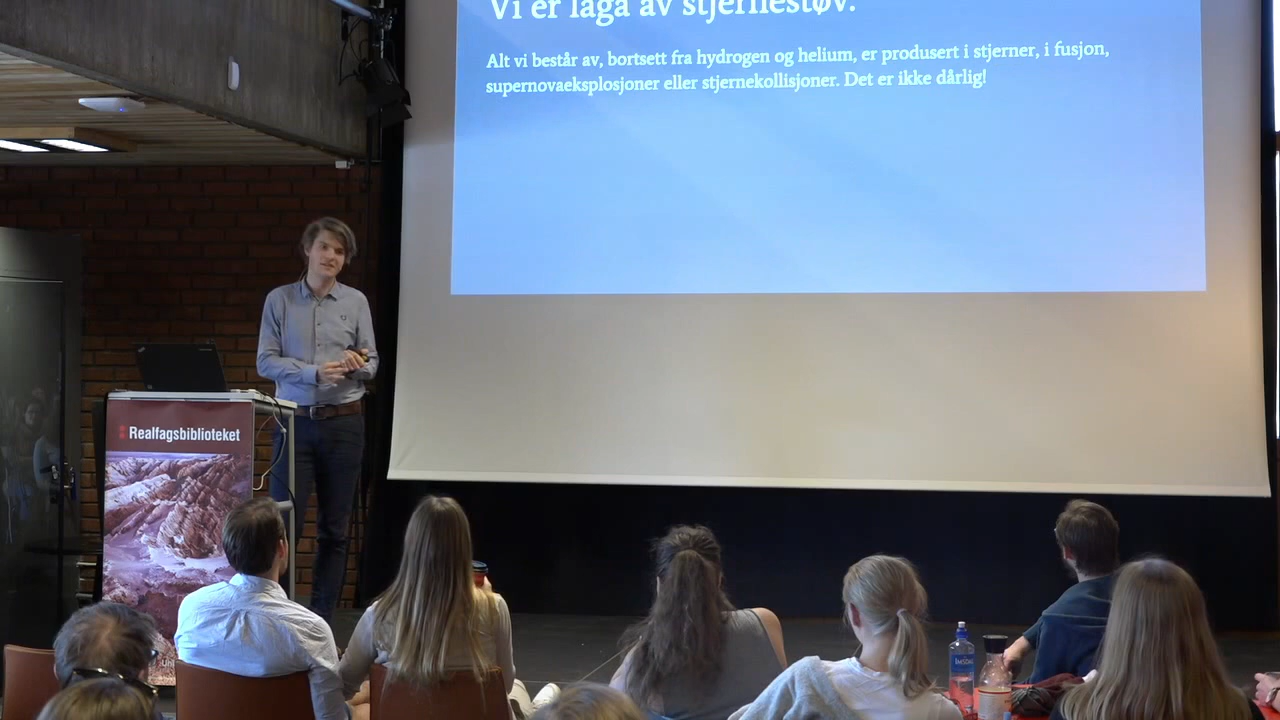 Vi er laga av stjernestøv.
Alt vi består av, bortsett fra hydrogen og helium, er produsert i stjerner, i fusjon,
supernovaeksplosjoner eller stjernekollisjoner. Det er ikke dårlig!
Realfagsbiblioteket